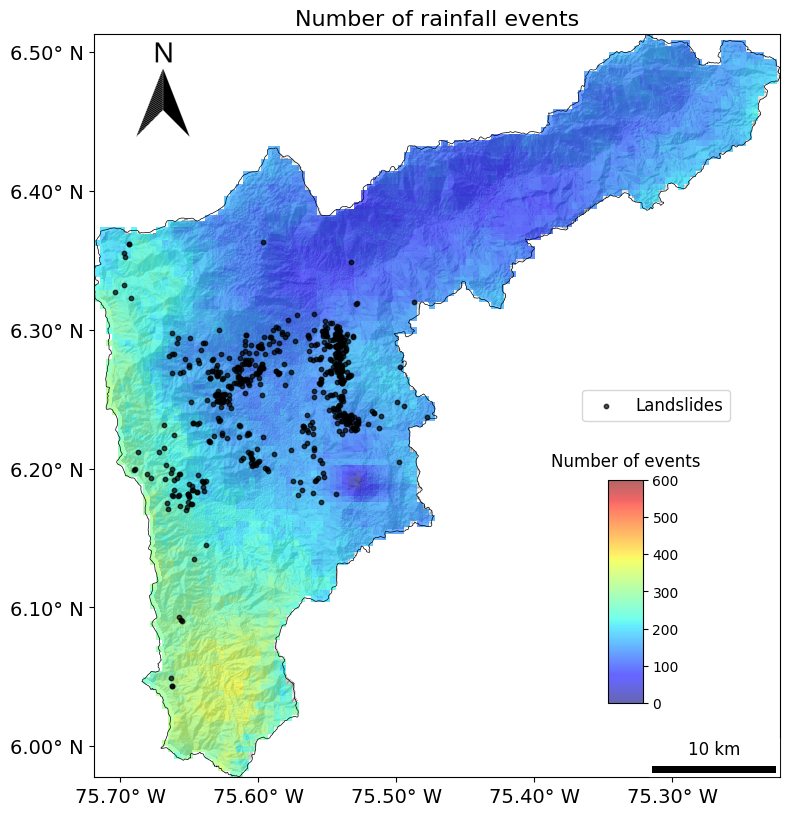 Number of rainfall events
N
6.50° N
6.40° N
6.30° N
6.20° N
6.10° N
6.00° N
Landslides
Number of events
600
500
400
300
200
100
0
10 km
75.70° W 75.60° W 75.50° W 75.40° W 75.30° W